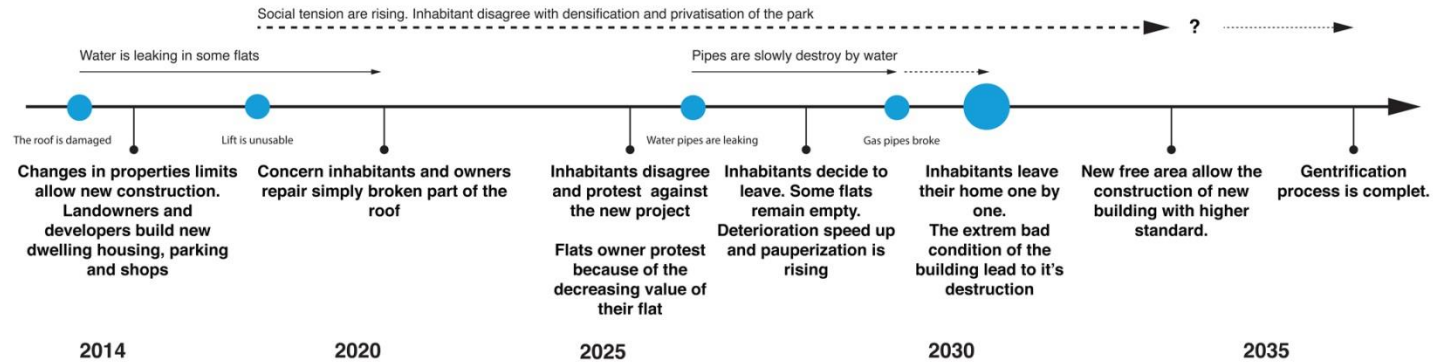 Social tension are rising. Inhabitant disagree with densification and privatisation of the park
?
Water is leaking in some flats
Pipes are slowly destroy by water
The roof is damaged
Lift is unusable
Water pipes are leaking
Gas pipes broke
Changes in properties limits
allow new construction.
Landowners and
developers build new
dwelling housing, parking
and shops
Concern inhabitants and owners
repair simply broken part of the
roof
Inhabitants disagree
and protest against
the new project
Flats owner protest
because of the
decreasing value of
their flat
Inhabitants decide to
leave. Some flats
remain empty.
Deterioration speed up
and pauperization is
rising
Inhabitants leave
their home one by
one.
The extrem bad
condition of the
building lead to it's
destruction
New free area allow the
construction of new
building with higher
standard.
Gentrification
process is complet.
2014
2020
2025
2030
2035